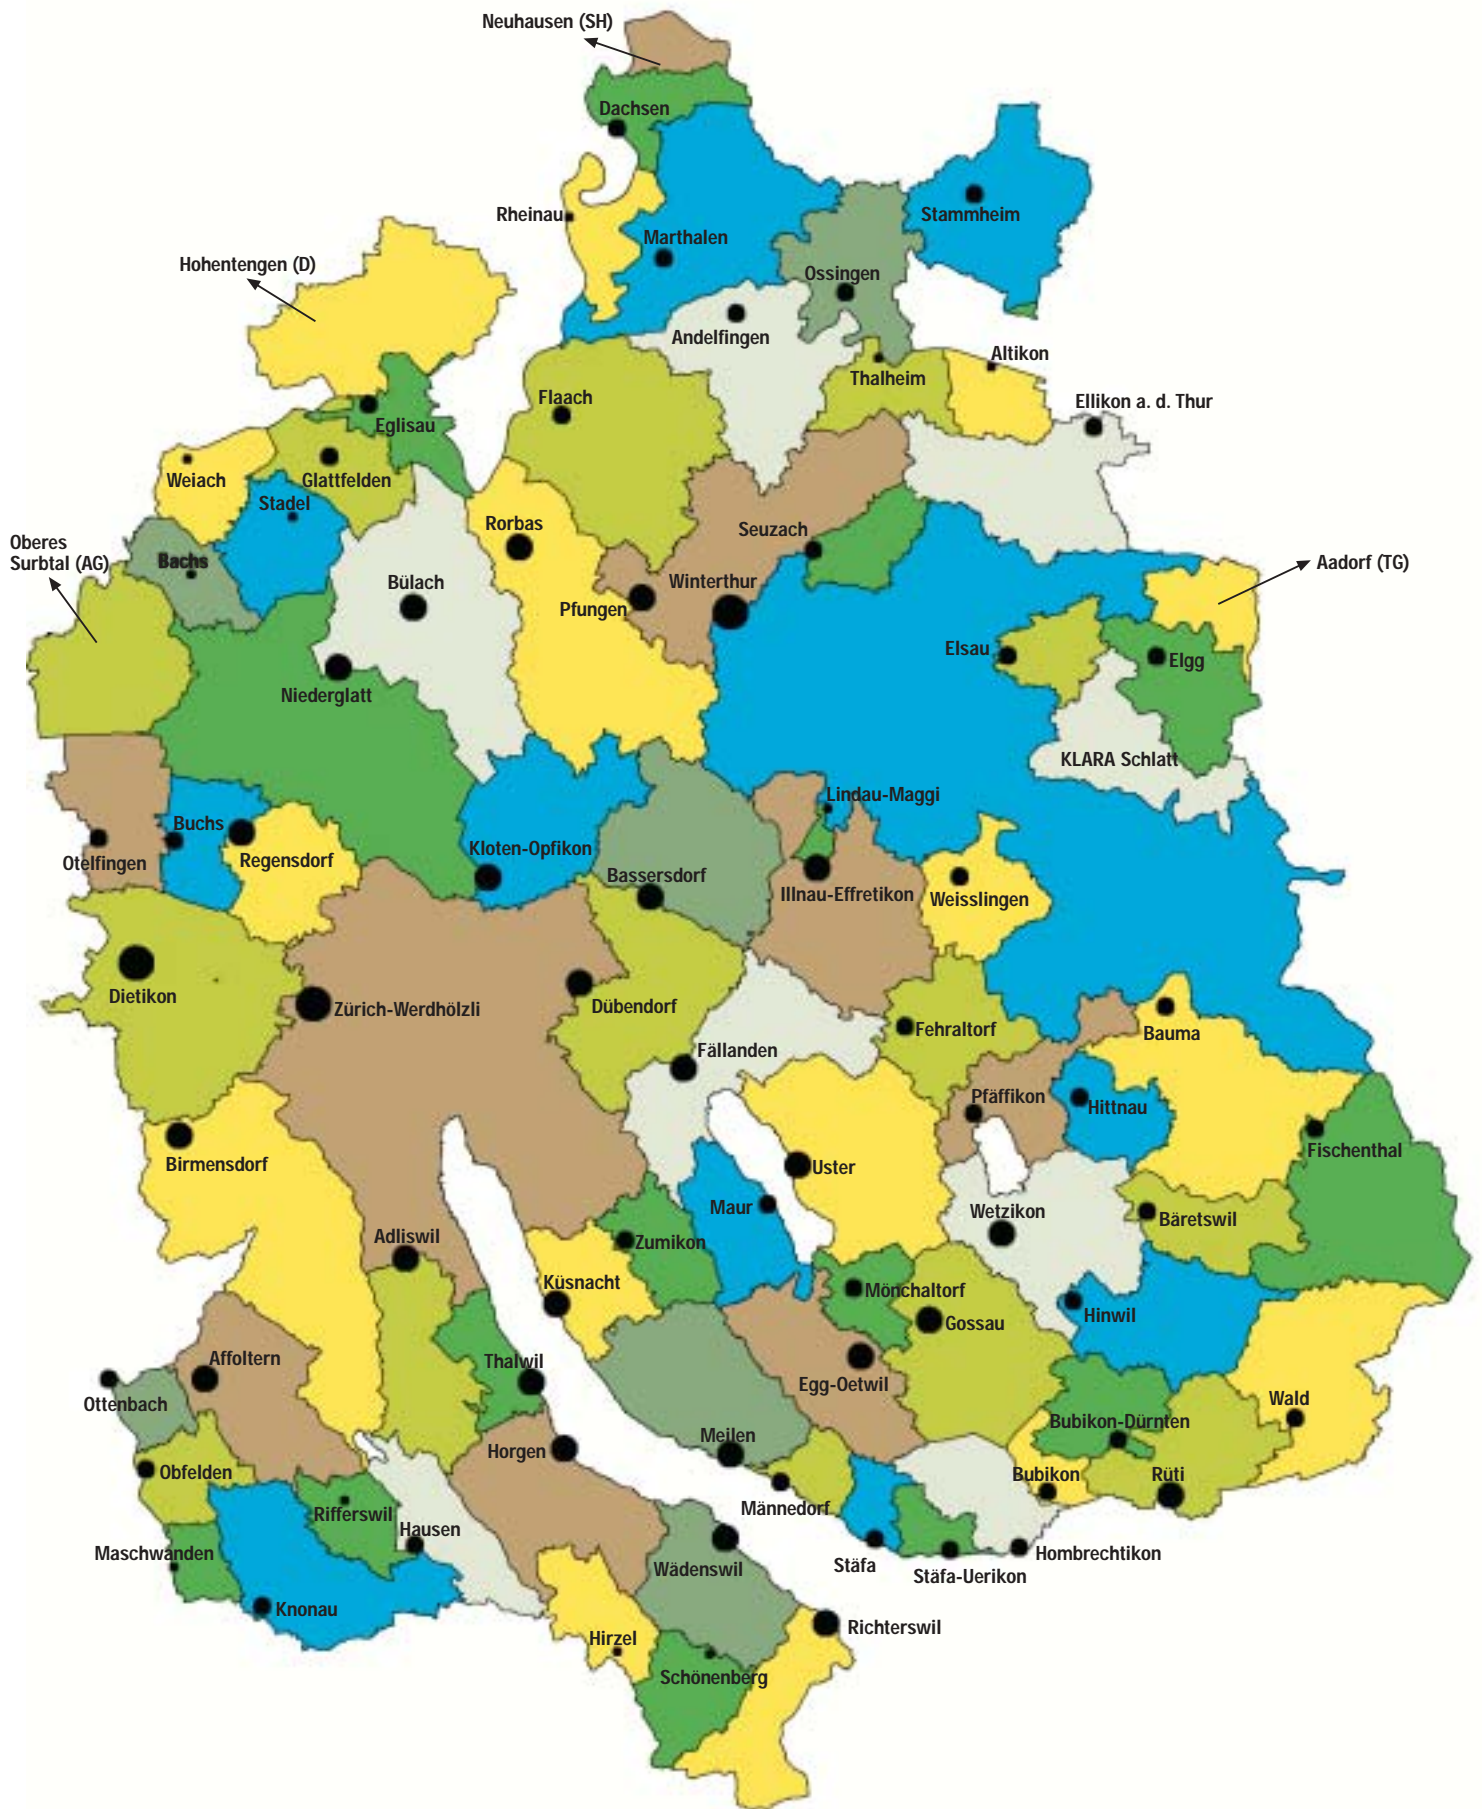 Neuhausen (SH)
Dachsen
Stammheim
Rheinau
Marthalen
Hohentengen (D)
Ossingen
Andelfingen
Altikon
Thalheim
Flaach
Ellikon a. d. Thur
Eglisau
Weiach
Glattfelden
Stadel
Rorbas
Seuzach
Oberes
Surbtal (AG)
Bachs
Aadorf (TG)
Bülach
Winterthur
Pfungen
Elsau
Elgg
Niederglatt
KLARA Schlatt
Lindau-Maggi
Buchs
Kloten-Opfikon
Otelfingen
Regensdorf
Bassersdorf
Illnau-Effretikon
Weisslingen
Dietikon
Zürich-Werdhölzli
Dübendorf
Fehraltorf
Bauma
Fällanden
Pfäffikon
Hittnau
Birmensdorf
Uster
Fischenthal
Maur
Wetzikon
Bäretswil
Adliswil
Zumikon
Küsnacht
Mönchaltorf
Hinwil
Gossau
Affoltern
Thalwil
Egg-Oetwil
Ottenbach
Wald
Bubikon-Dürnten
Meilen
Horgen
Obfelden
Bubikon
Rüti
Männedorf
Rifferswil
Hausen
Maschwanden
Wädenswil
Stäfa
Hombrechtikon
Stäfa-Uerikon
Knonau
Richterswil
Hirzel
Schönenberg